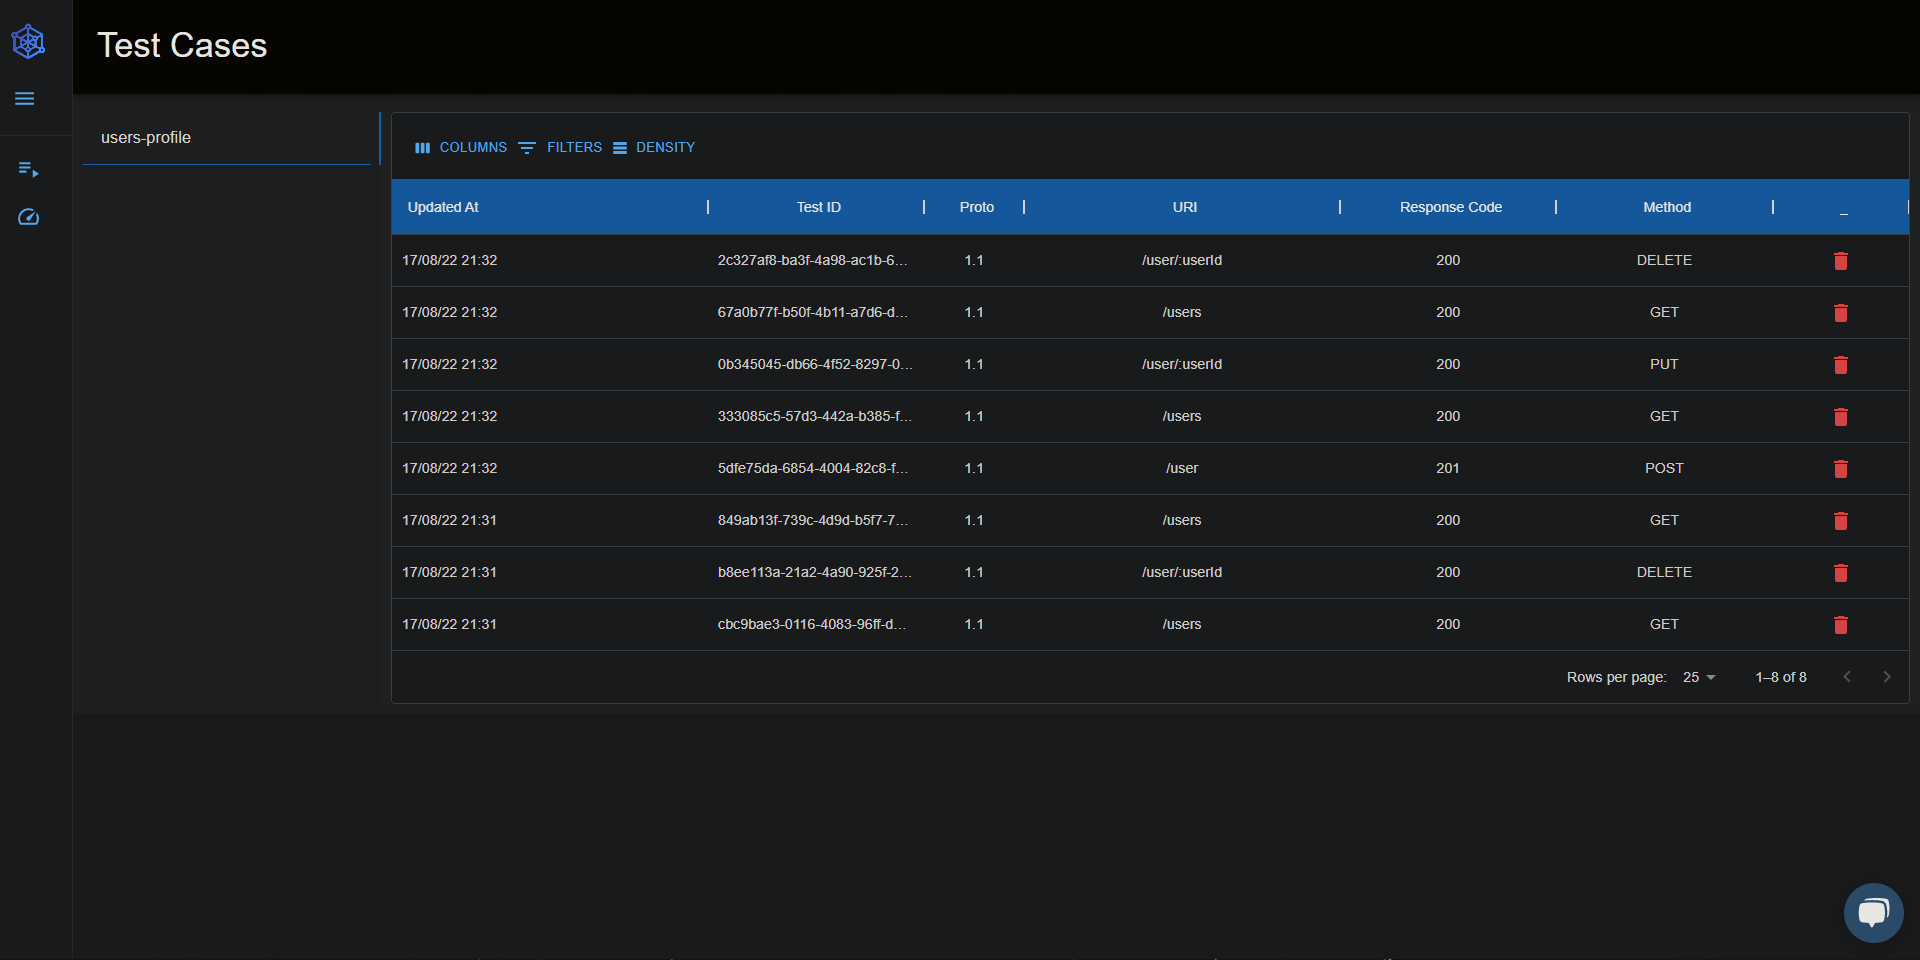 Test Cases
users-profile
COLUMNS FILTERS DENSITY
Updated At Test ID Proto URI Response Code Method _
17/08/22 21:32 2c327af8-ba3f-4a98-ac1b-6... 1.1 /user/:userId 200 DELETE
17/08/22 21:32 67a0b77f-b50f-4b11-a7d6-d... 1.1 /users 200 GET
17/08/22 21:32 0b345045-db66-4f52-8297-0... 1.1 /user/:userId 200 PUT
17/08/22 21:32 333085c5-57d3-442a-b385-f... 1.1 /users 200 GET
17/08/22 21:32 5dfe75da-6854-4004-82c8-f... 1.1 /user 201 POST
17/08/22 21:31 849ab13f-739c-4d9d-b5f7-7... 1.1 /users 200 GET
17/08/22 21:31 b8ee113a-21a2-4a90-925f-2... 1.1 /user/:userId 200 DELETE
17/08/22 21:31 cbc9bae3-0116-4083-96ff-d... 1.1 /users 200 GET
Rows per page: 25 1–8 of 8